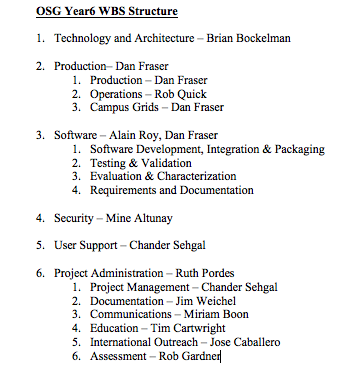 OSG Year6 WBS Structure
1. Technology and Architecture – Brian Bockelman
2. Production– Dan Fraser
1. Production – Dan Fraser
2. Operations – Rob Quick
3. Campus Grids – Dan Fraser
3. Software – Alain Roy, Dan Fraser
1. Software Development, Integration & Packaging
2. Testing & Validation
3. Evaluation & Characterization
4. Requirements and Documentation
4. Security – Mine Altunay
5. User Support – Chander Sehgal
6. Project Administration – Ruth Pordes
1. Project Management – Chander Sehgal
2. Documentation – Jim Weichel
3. Communications – Miriam Boon
4. Education – Tim Cartwright
5. International Outreach – Jose Caballero
6. Assessment – Rob Gardner